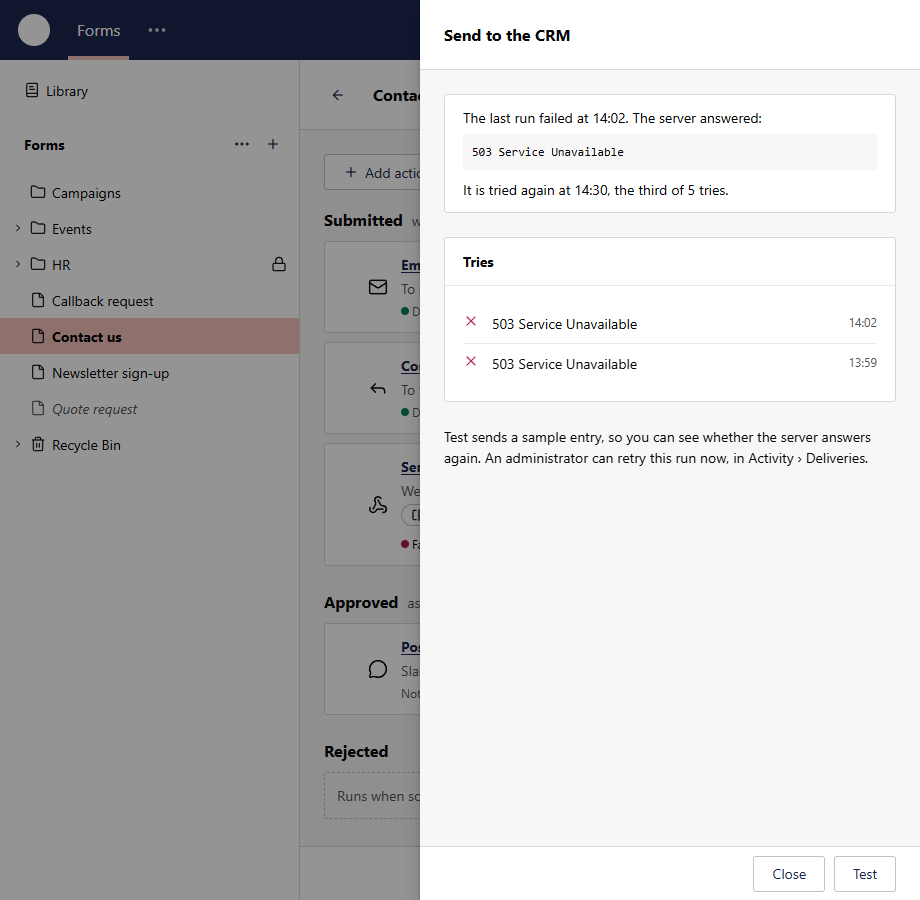 Forms
Library
Forms
Campaigns
Events
HR
Callback request
Contact us
Newsletter sign-up
Quote request
Recycle Bin
Add
Submitted
To
To
We
Approved
as
Rejected
Runs when
Send to the CRM
The last run failed at 14:02. The server answered:
503 Service Unavailable
It is tried again at 14:30, the third of 5 tries.
Tries
503 Service Unavailable 14:02
503 Service Unavailable 13:59
Test sends a sample entry, so you can see whether the server answers
again. An administrator can retry this run now, in Activity › Deliveries.
Close
Test